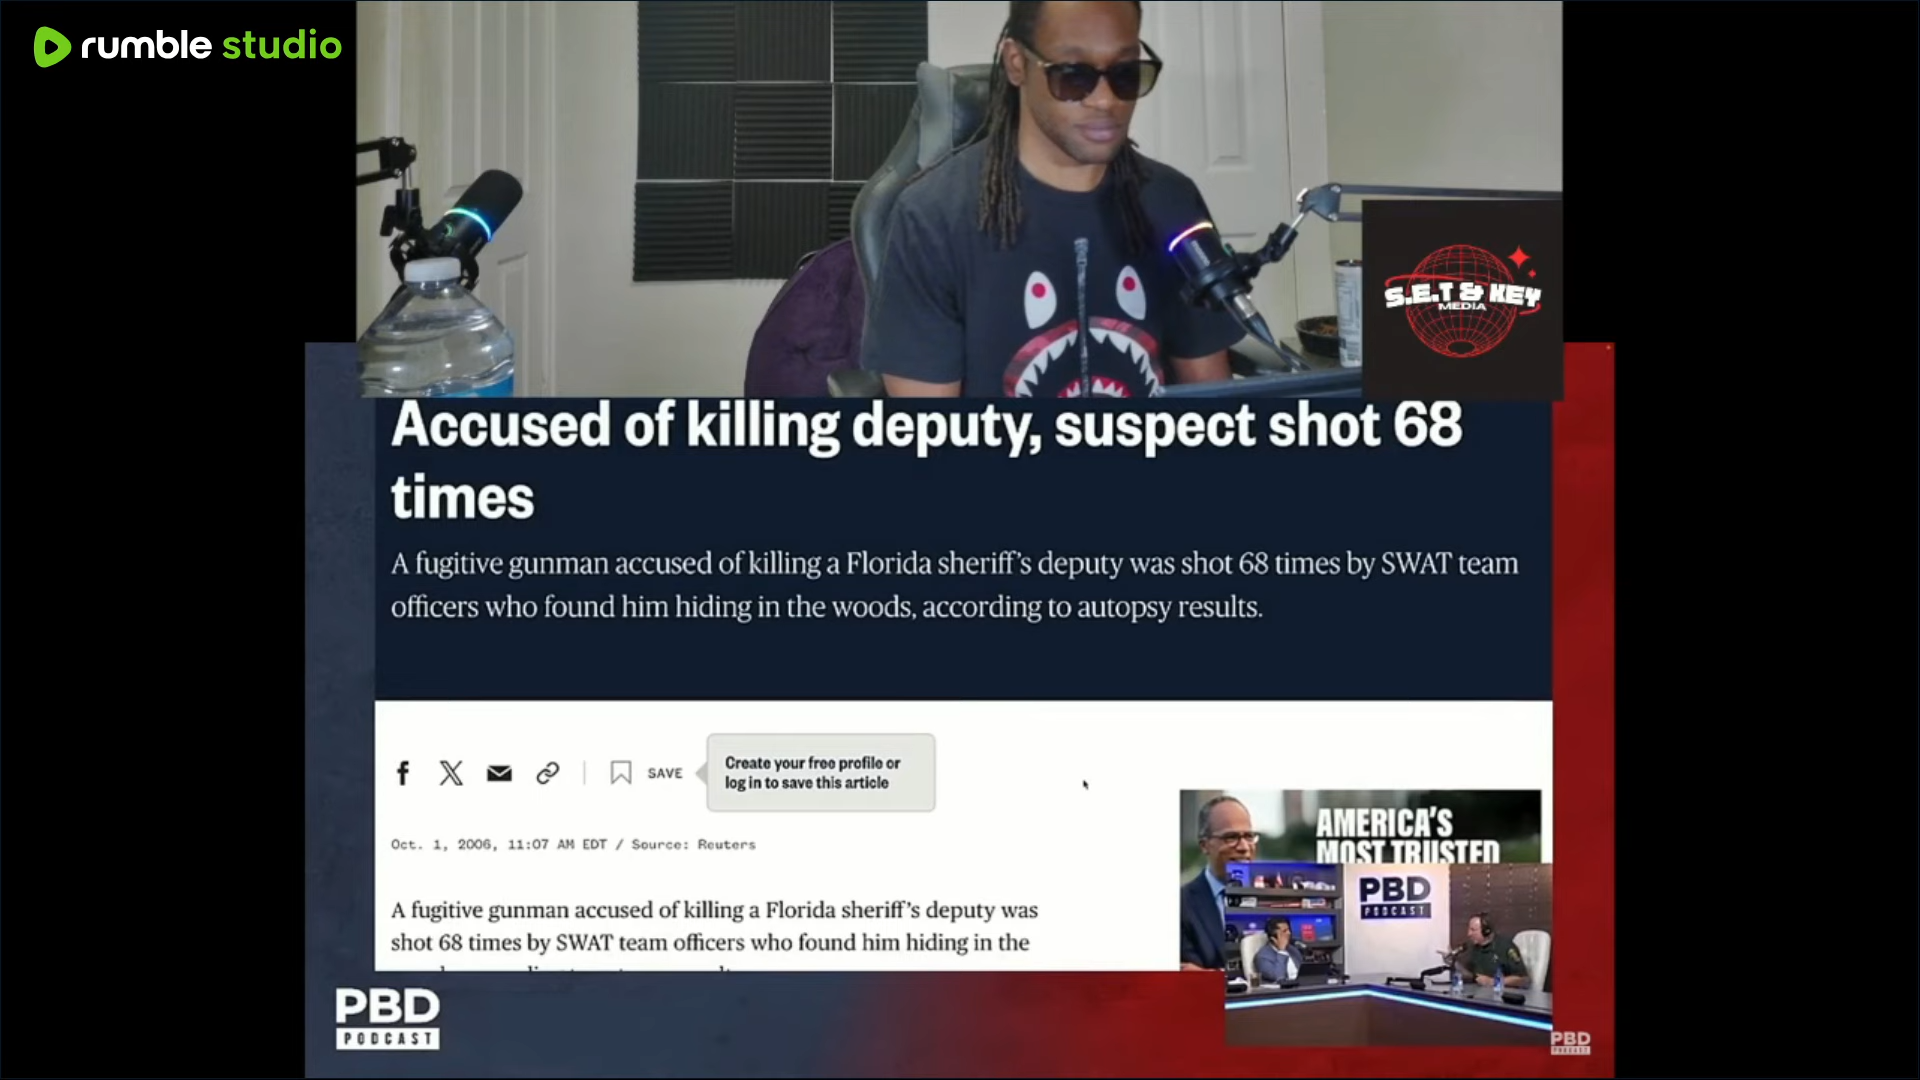 rumble studio
S.E.T & KEY
MEDIA
Accused of killing deputy, suspect shot 68
times
A fugitive gunman accused of killing a Florida sheriff's deputy was shot 68 times by SWAT team
officers who found him hiding in the woods, according to autopsy results.
SAVE
Create your free profile or
log in to save this article
Oct. 1, 2006, 11:07 AM EDT / Source: Reuters
A fugitive gunman accused of killing a Florida sheriff's deputy was
shot 68 times by SWAT team officers who found him hiding in the
AMERICA'S
MOST TRUSTED
PBD
PODCAST
PBD
PODCAST
PBD
PODCAST